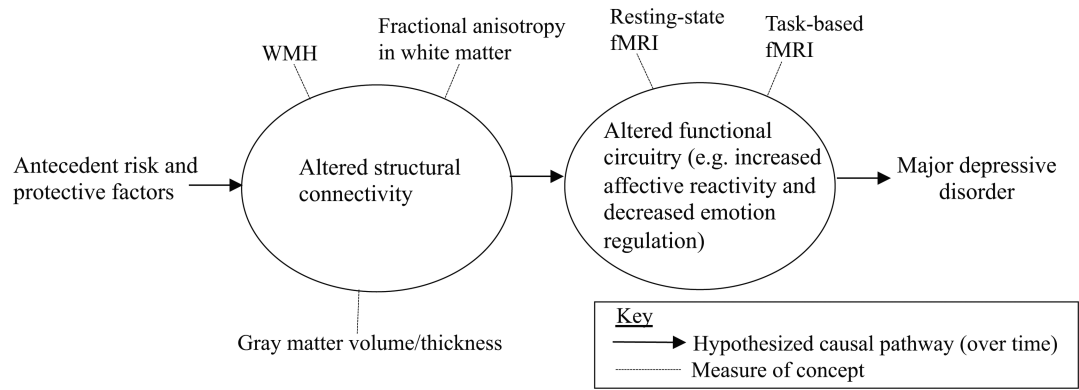 WMH
Fractional anisotropy
in white matter
Resting-state
fMRI
Task-based
fMRI
Antecedent risk and
protective factors
Altered structural
connectivity
Altered functional
circuitry (e.g. increased
affective reactivity and
decreased emotion
regulation)
Major depressive
disorder
Gray matter volume/thickness
Key
Hypothesized causal pathway (over time)
Measure of concept